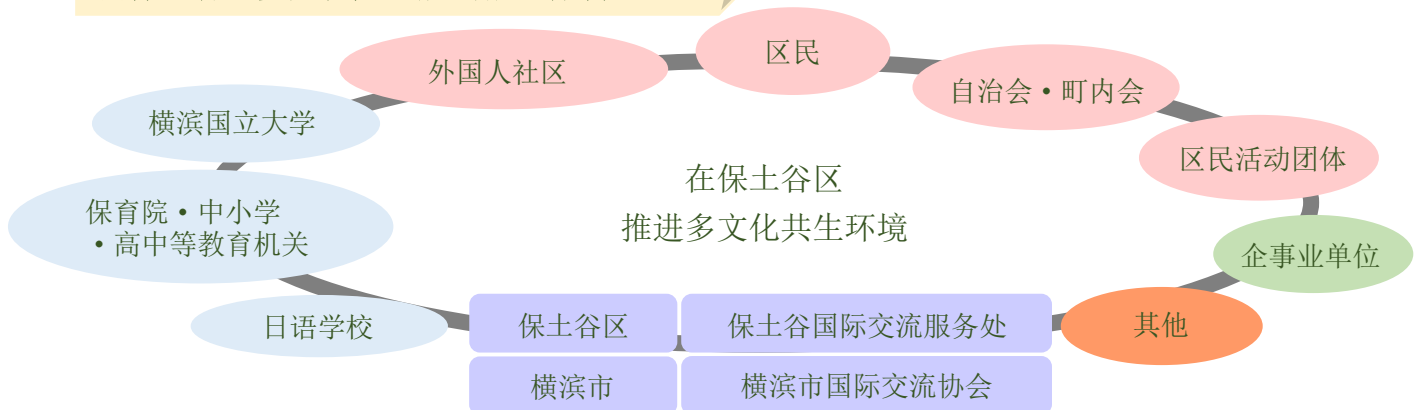 区民
外国人社区
自治会・町内会
横滨国立大学
区民活动团体
在保土谷区
推进多文化共生环境
保育院・中小学
・高中等教育机关
企事业单位
日语学校
保土谷区
保土谷国际交流服务处
其他
横滨市
横滨市国际交流协会